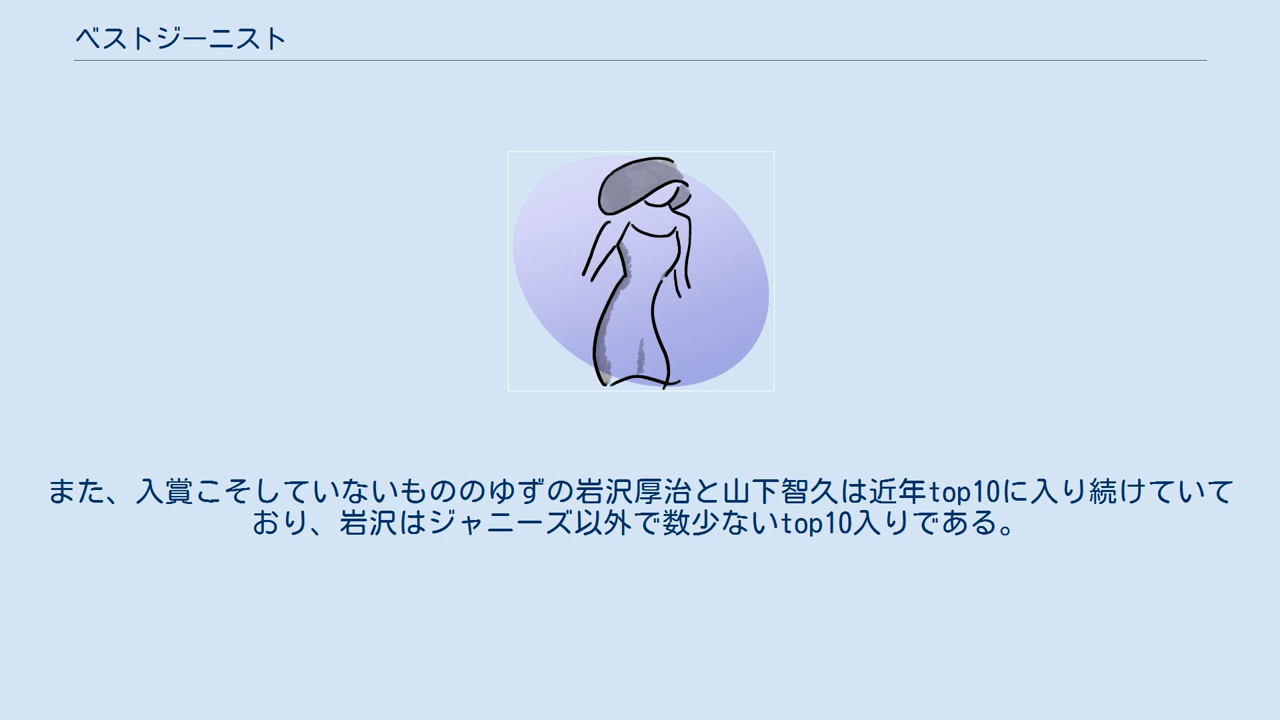 ベストジーニスト
また、入賞こそしていないもののゆずの岩沢厚治と山下智久は近年top10に入り続けていて
おり、岩沢はジャニーズ以外で数少ないtop10入りである。